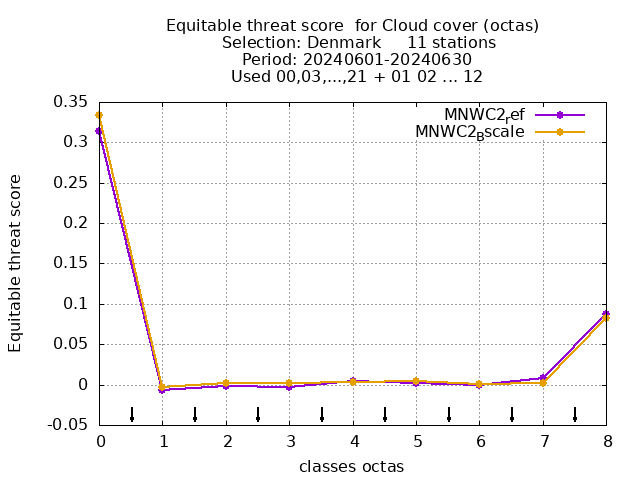 Equitable threat score  for Cloud cover (octas)
Selection: Denmark     11 stations
Period: 20240601-20240630
Used 00,03,...,21 + 01 02 ... 12
MNWC2ref
MNWC2Bscale
Equitable threat score
0.35
0.3
0.25
0.2
0.15
0.1
0.05
0
-0.05
0 1 2 3 4 5 6 7 8
classes octas